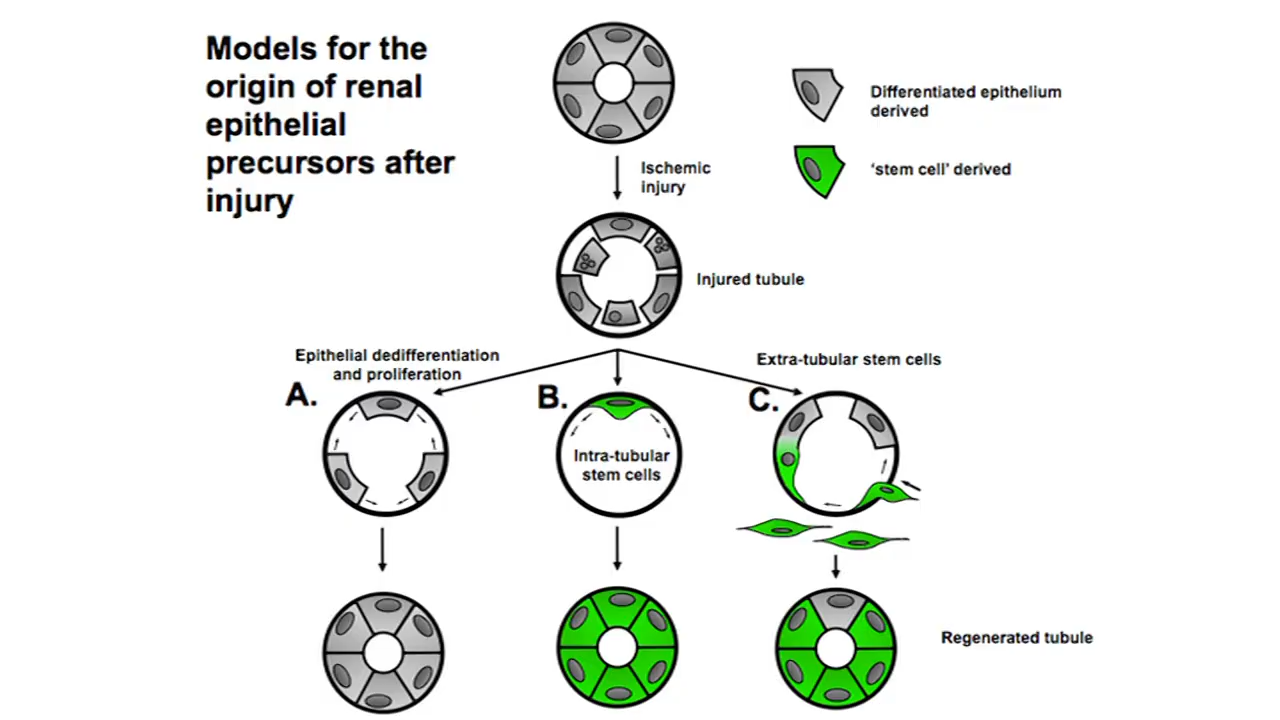 Models for the
origin of renal
epithelial
precursors after
injury
Differentiated epithelium
derived
Ischemic
injury
‘stem cell’ derived
Injured tubule
Epithelial dedifferentiation
and proliferation
Extra-tubular stem cells
A.
B.
C.
Intra-tubular
stem cells
Regenerated tubule